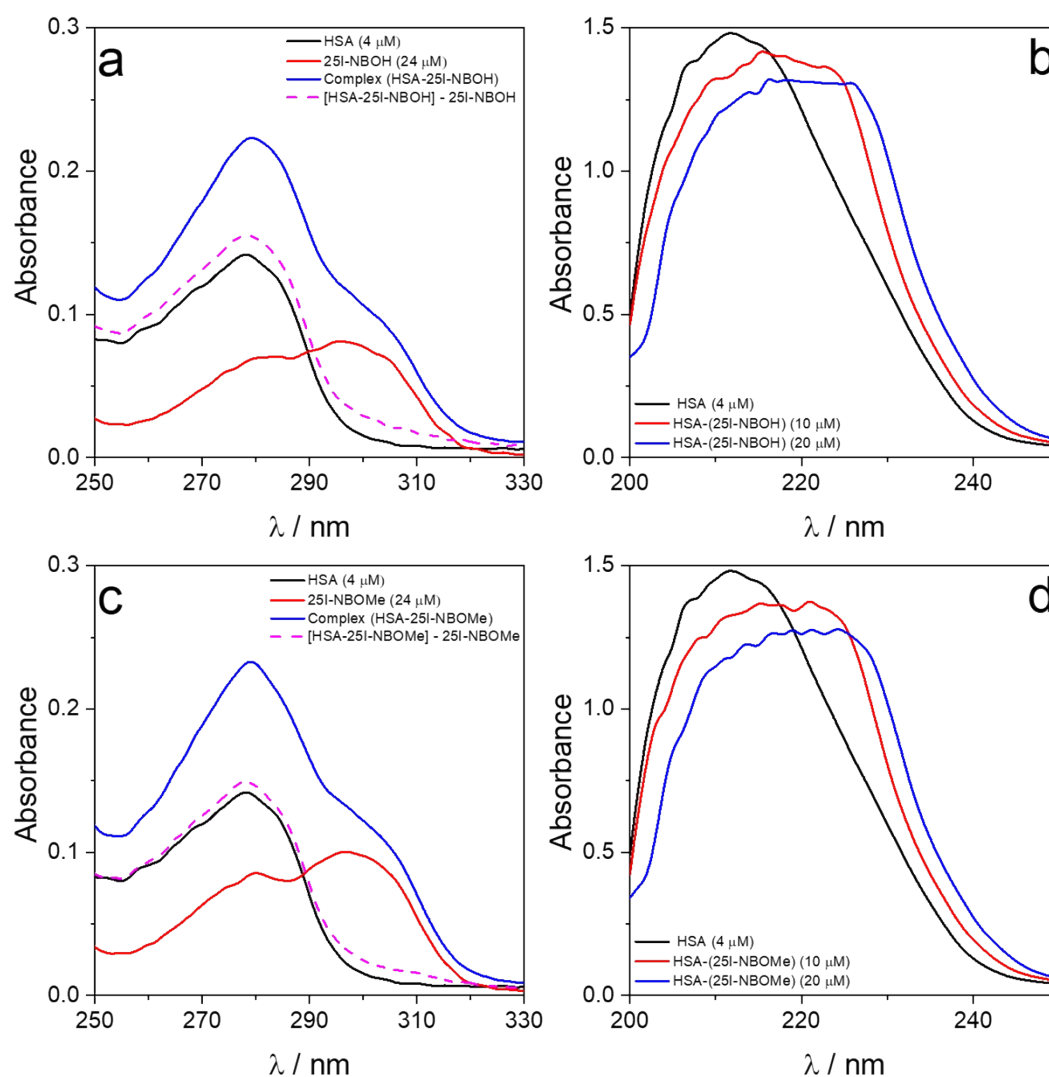 a
HSA (4 μM)
25I-NBOH (24 μM)
Complex (HSA-25I-NBOH)
[HSA-25I-NBOH] - 25I-NBOH
0.3
0.2
0.1
0.0
Absorbance
250 270 290 310 330
λ / nm
b
1.5
1.0
0.5
0.0
Absorbance
HSA (4 μM)
HSA-(25I-NBOH) (10 μM)
HSA-(25I-NBOH) (20 μM)
200 220 240
λ / nm
c
HSA (4 μM)
25I-NBOMe (24 μM)
Complex (HSA-25I-NBOMe)
[HSA-25I-NBOMe] - 25I-NBOMe
0.3
0.2
0.1
0.0
Absorbance
250 270 290 310 330
λ / nm
d
1.5
1.0
0.5
0.0
Absorbance
HSA (4 μM)
HSA-(25I-NBOMe) (10 μM)
HSA-(25I-NBOMe) (20 μM)
200 220 240
λ / nm